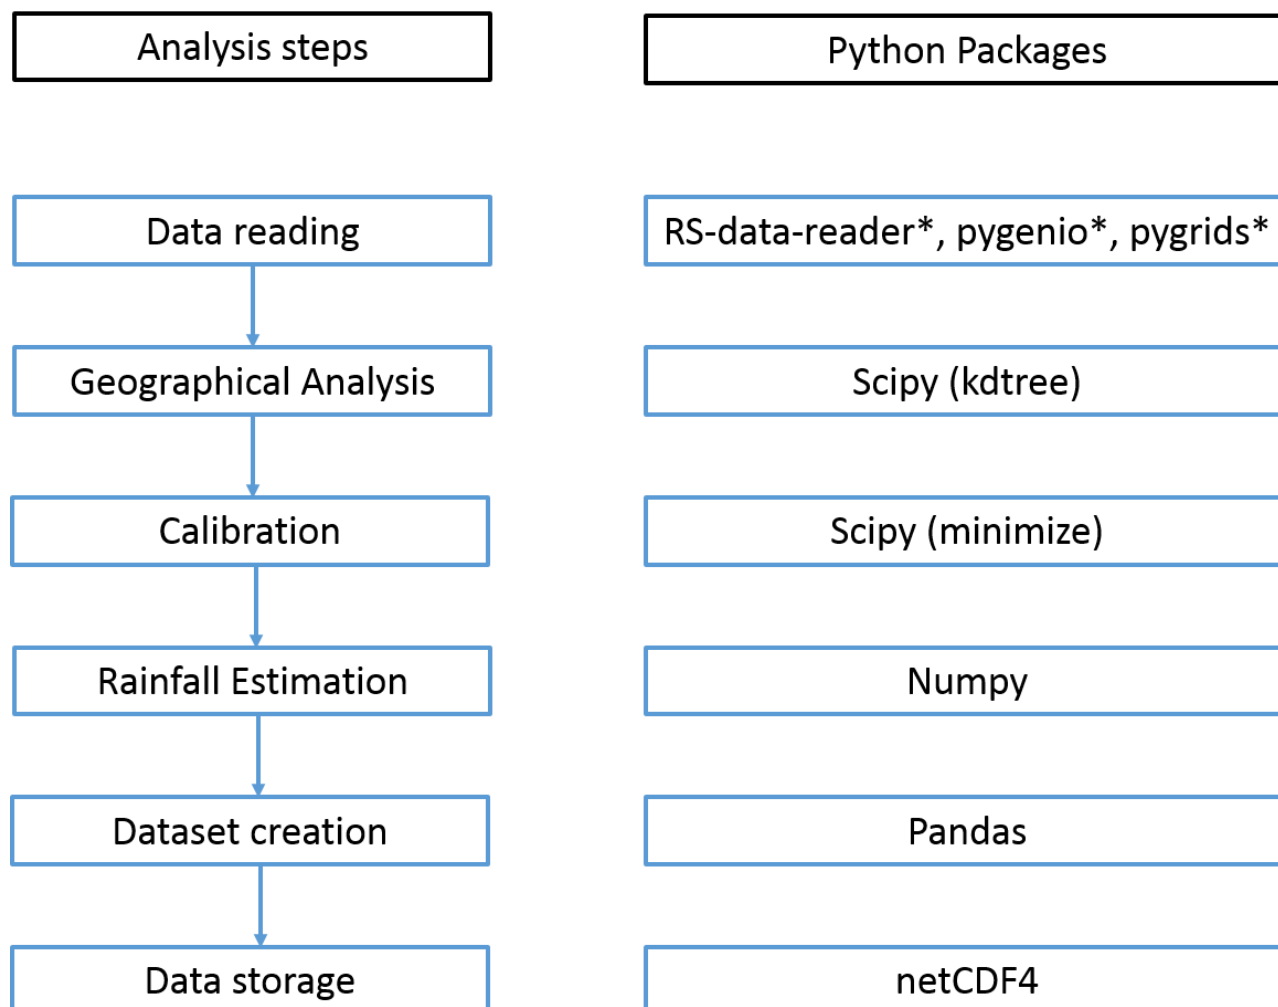 Analysis steps
Python Packages
Data reading
RS-data-reader*, pygenio*, pygrids*
Geographical Analysis
Scipy (kdtree)
Calibration
Scipy (minimize)
Rainfall Estimation
Numpy
Dataset creation
Pandas
Data storage
netCDF4